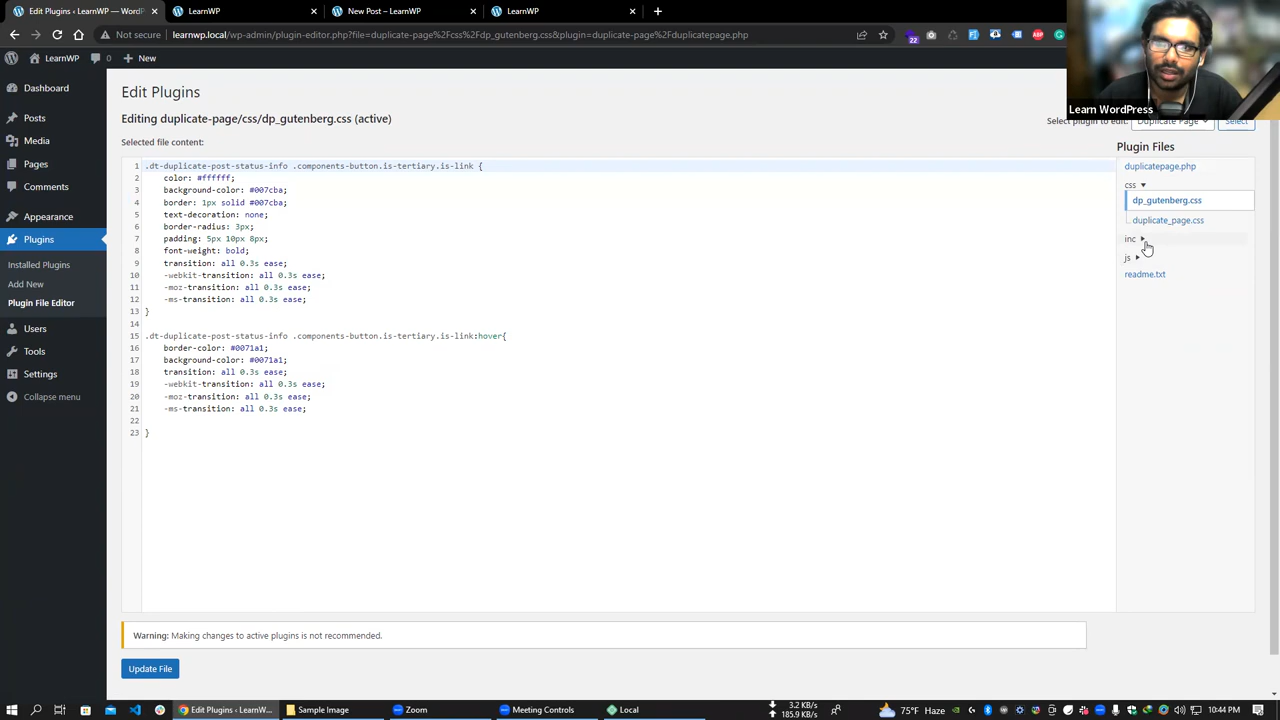 Edit Plugins ‹ LearnWP — WordP
LearnWP
New Post – LearnWP
LearnWP
Not secure
learnwp.local/wp-admin/plugin-editor.php?file=duplicate-page%2Fcss%2Fdp_gutenberg.css&plugin=duplicate-page%2Fduplicatepage.php
22
LearnWP
0
New
Learn WordPress
Dashboard
Posts
Media
Pages
Comments
Appearance
Plugins
Installed Plugins
Add New
Plugin File Editor
Users
Tools
Settings
Collapse menu
Edit Plugins
Editing duplicate-page/css/dp_gutenberg.css (active)
Select plugin to edit:
Duplicate Page
Select
Selected file content:
1 .dt-duplicate-post-status-info .components-button.is-tertiary.is-link {
2 color: #ffffff;
3 background-color: #007cba;
4 border: 1px solid #007cba;
5 text-decoration: none;
6 border-radius: 3px;
7 padding: 5px 10px 8px;
8 font-weight: bold;
9 transition: all 0.3s ease;
10 -webkit-transition: all 0.3s ease;
11 -moz-transition: all 0.3s ease;
12 -ms-transition: all 0.3s ease;
13 }
14
15 .dt-duplicate-post-status-info .components-button.is-tertiary.is-link:hover{
16 border-color: #0071a1;
17 background-color: #0071a1;
18 transition: all 0.3s ease;
19 -webkit-transition: all 0.3s ease;
20 -moz-transition: all 0.3s ease;
21 -ms-transition: all 0.3s ease;
22
23 }
Plugin Files
duplicatepage.php
css
dp_gutenberg.css
duplicate_page.css
inc
js
readme.txt
Warning: Making changes to active plugins is not recommended.
Update File
Edit Plugins ‹ LearnW...
Sample Image
Zoom
Meeting Controls
Local
3.2 KB/s
185.9 KB/s
75°F Haze
10:44 PM